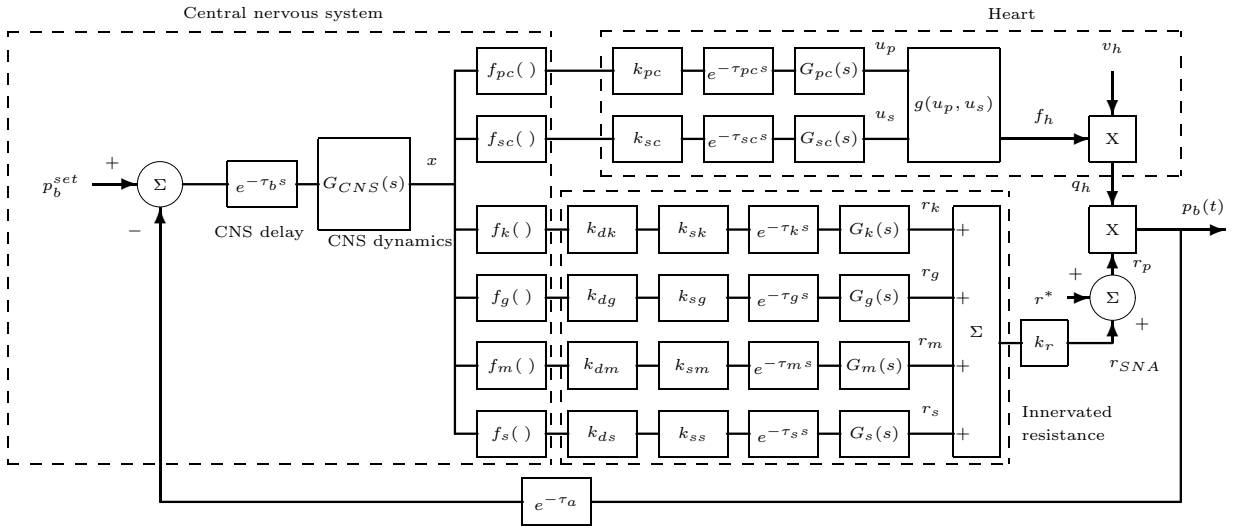 Central nervous system
Heart
f_{pc}( )
k_{pc}
e^{-τ_{pc}s}
G_{pc}(s)
u_p
g(u_p, u_s)
v_h
f_{sc}( )
k_{sc}
e^{-τ_{sc}s}
G_{sc}(s)
u_s
f_h
X
p_b^{set}
+
Σ
−
e^{-τ_b s}
CNS delay
G_{CNS}(s)
CNS dynamics
x
q_h
X
p_b(t)
f_k( )
k_{dk}
k_{sk}
e^{-τ_k s}
G_k(s)
r_k
+
f_g( )
k_{dg}
k_{sg}
e^{-τ_g s}
G_g(s)
r_g
+
f_m( )
k_{dm}
k_{sm}
e^{-τ_m s}
G_m(s)
r_m
+
f_s( )
k_{ds}
k_{ss}
e^{-τ_s s}
G_s(s)
r_s
+
Σ
k_r
r^*
+
Σ
+
r_p
r_{SNA}
Innervated
resistance
e^{-τ_a}